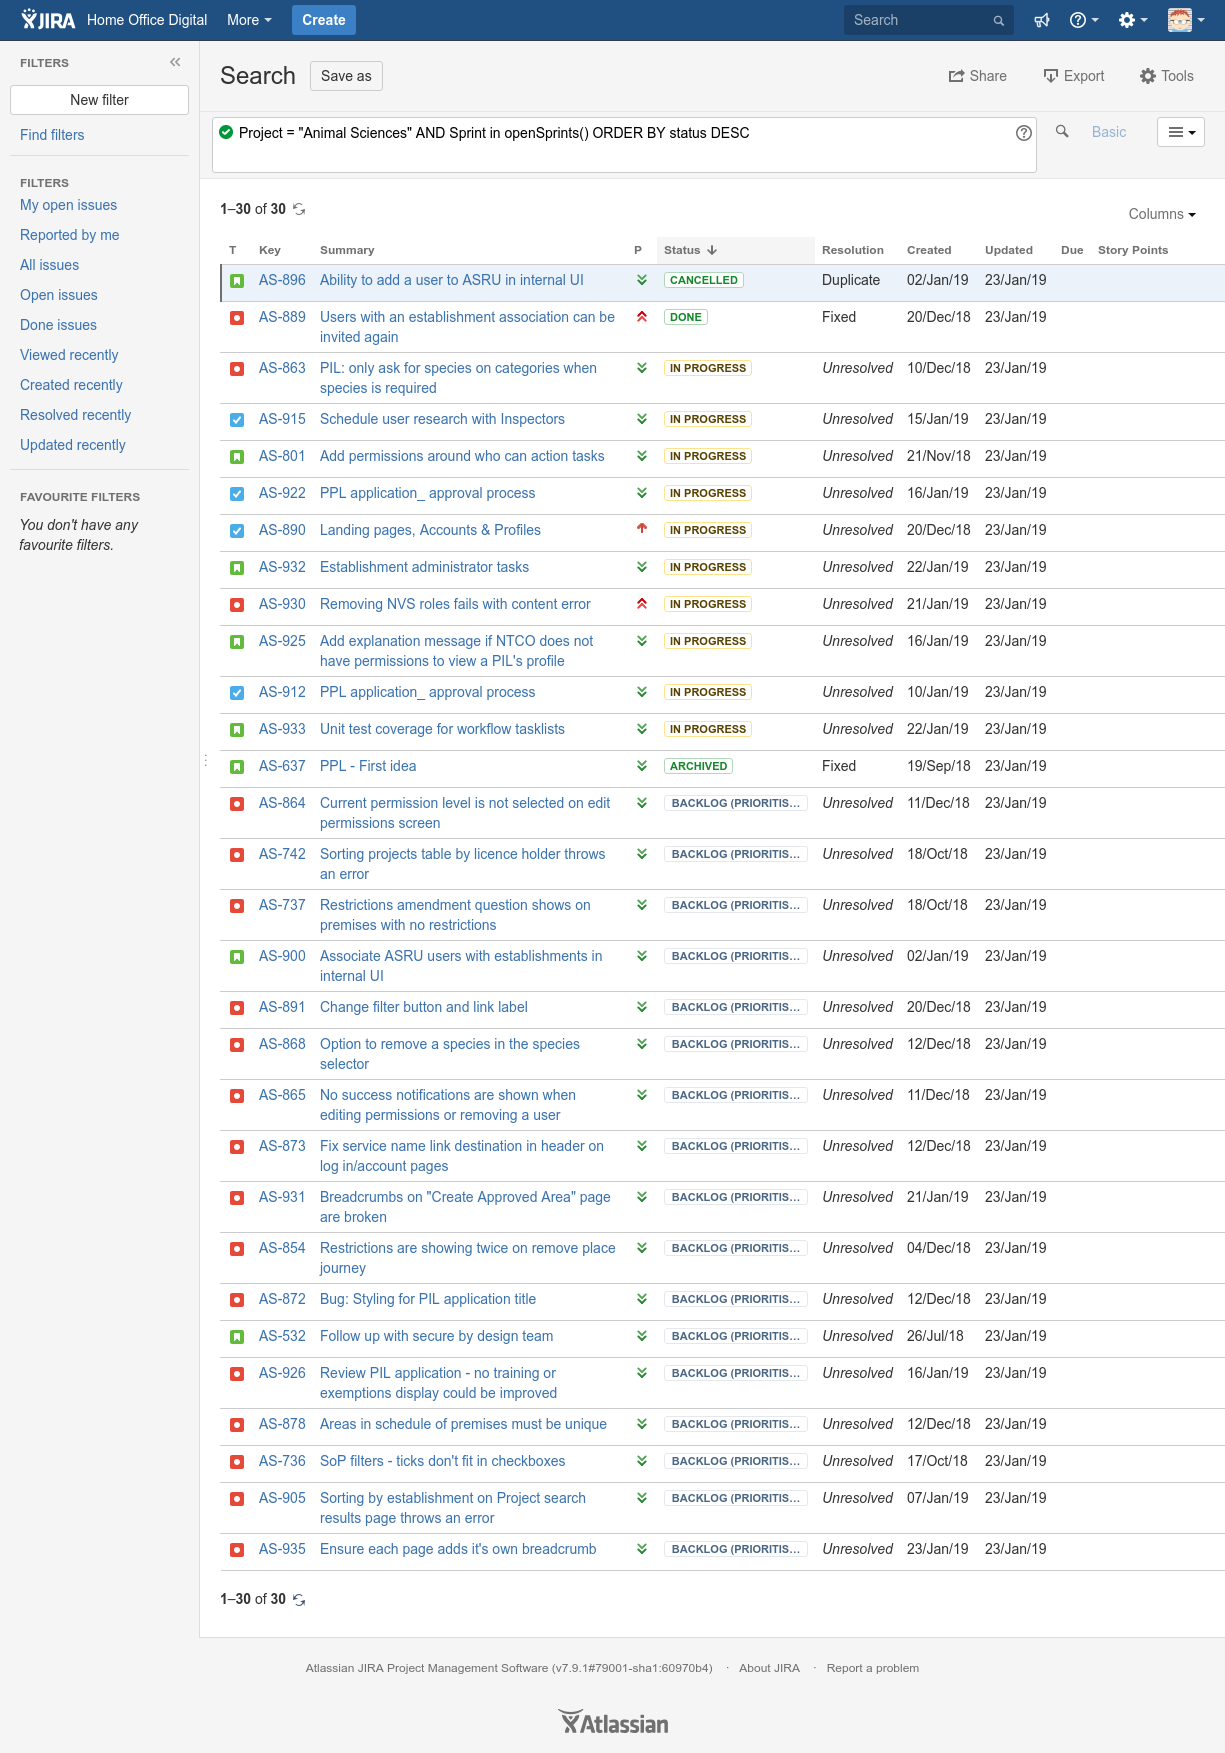 JIRA Home Office Digital More Create Search
FILTERS
New filter
Find filters
FILTERS
My open issues
Reported by me
All issues
Open issues
Done issues
Viewed recently
Created recently
Resolved recently
Updated recently
FAVOURITE FILTERS
You don't have any
favourite filters.
Search Save as Share Export Tools
Project = "Animal Sciences" AND Sprint in openSprints() ORDER BY status DESC Basic
1–30 of 30
Columns
T Key Summary P Status Resolution Created Updated Due Story Points
AS-896 Ability to add a user to ASRU in internal UI CANCELLED Duplicate 02/Jan/19 23/Jan/19
AS-889 Users with an establishment association can be DONE Fixed 20/Dec/18 23/Jan/19
invited again
AS-863 PIL: only ask for species on categories when IN PROGRESS Unresolved 10/Dec/18 23/Jan/19
species is required
AS-915 Schedule user research with Inspectors IN PROGRESS Unresolved 15/Jan/19 23/Jan/19
AS-801 Add permissions around who can action tasks IN PROGRESS Unresolved 21/Nov/18 23/Jan/19
AS-922 PPL application_ approval process IN PROGRESS Unresolved 16/Jan/19 23/Jan/19
AS-890 Landing pages, Accounts & Profiles IN PROGRESS Unresolved 20/Dec/18 23/Jan/19
AS-932 Establishment administrator tasks IN PROGRESS Unresolved 22/Jan/19 23/Jan/19
AS-930 Removing NVS roles fails with content error IN PROGRESS Unresolved 21/Jan/19 23/Jan/19
AS-925 Add explanation message if NTCO does not IN PROGRESS Unresolved 16/Jan/19 23/Jan/19
have permissions to view a PIL's profile
AS-912 PPL application_ approval process IN PROGRESS Unresolved 10/Jan/19 23/Jan/19
AS-933 Unit test coverage for workflow tasklists IN PROGRESS Unresolved 22/Jan/19 23/Jan/19
AS-637 PPL - First idea ARCHIVED Fixed 19/Sep/18 23/Jan/19
AS-864 Current permission level is not selected on edit BACKLOG (PRIORITIS... Unresolved 11/Dec/18 23/Jan/19
permissions screen
AS-742 Sorting projects table by licence holder throws BACKLOG (PRIORITIS... Unresolved 18/Oct/18 23/Jan/19
an error
AS-737 Restrictions amendment question shows on BACKLOG (PRIORITIS... Unresolved 18/Oct/18 23/Jan/19
premises with no restrictions
AS-900 Associate ASRU users with establishments in BACKLOG (PRIORITIS... Unresolved 02/Jan/19 23/Jan/19
internal UI
AS-891 Change filter button and link label BACKLOG (PRIORITIS... Unresolved 20/Dec/18 23/Jan/19
AS-868 Option to remove a species in the species BACKLOG (PRIORITIS... Unresolved 12/Dec/18 23/Jan/19
selector
AS-865 No success notifications are shown when BACKLOG (PRIORITIS... Unresolved 11/Dec/18 23/Jan/19
editing permissions or removing a user
AS-873 Fix service name link destination in header on BACKLOG (PRIORITIS... Unresolved 12/Dec/18 23/Jan/19
log in/account pages
AS-931 Breadcrumbs on "Create Approved Area" page BACKLOG (PRIORITIS... Unresolved 21/Jan/19 23/Jan/19
are broken
AS-854 Restrictions are showing twice on remove place BACKLOG (PRIORITIS... Unresolved 04/Dec/18 23/Jan/19
journey
AS-872 Bug: Styling for PIL application title BACKLOG (PRIORITIS... Unresolved 12/Dec/18 23/Jan/19
AS-532 Follow up with secure by design team BACKLOG (PRIORITIS... Unresolved 26/Jul/18 23/Jan/19
AS-926 Review PIL application - no training or BACKLOG (PRIORITIS... Unresolved 16/Jan/19 23/Jan/19
exemptions display could be improved
AS-878 Areas in schedule of premises must be unique BACKLOG (PRIORITIS... Unresolved 12/Dec/18 23/Jan/19
AS-736 SoP filters - ticks don't fit in checkboxes BACKLOG (PRIORITIS... Unresolved 17/Oct/18 23/Jan/19
AS-905 Sorting by establishment on Project search BACKLOG (PRIORITIS... Unresolved 07/Jan/19 23/Jan/19
results page throws an error
AS-935 Ensure each page adds it's own breadcrumb BACKLOG (PRIORITIS... Unresolved 23/Jan/19 23/Jan/19
1–30 of 30
Atlassian JIRA Project Management Software (v7.9.1#79001-sha1:60970b4) · About JIRA · Report a problem
Atlassian